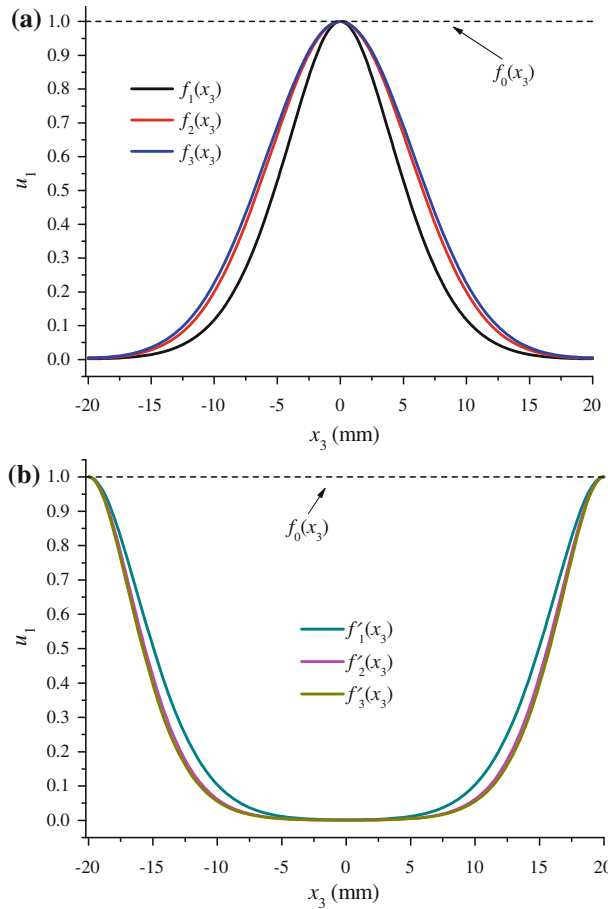 (a)
1.0
0.9
0.8
0.7
0.6
0.5
0.4
0.3
0.2
0.1
0.0
u₁
f₀(x₃)
f₁(x₃)
f₂(x₃)
f₃(x₃)
-20 -15 -10 -5 0 5 10 15 20
x₃ (mm)
(b)
1.0
0.9
0.8
0.7
0.6
0.5
0.4
0.3
0.2
0.1
0.0
u₁
f₀(x₃)
f′₁(x₃)
f′₂(x₃)
f′₃(x₃)
-20 -15 -10 -5 0 5 10 15 20
x₃ (mm)